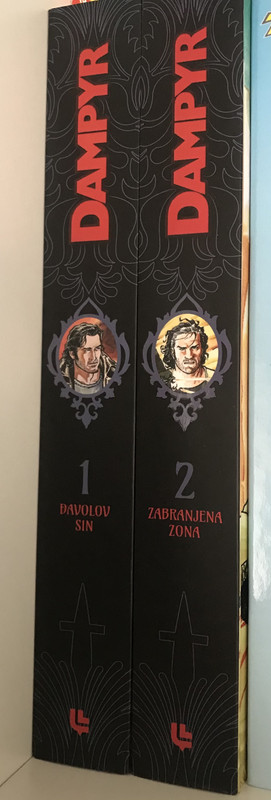 DAMPYR
1
ĐAVOLOV
SIN
DAMPYR
2
ZABRANJENA
ZONA